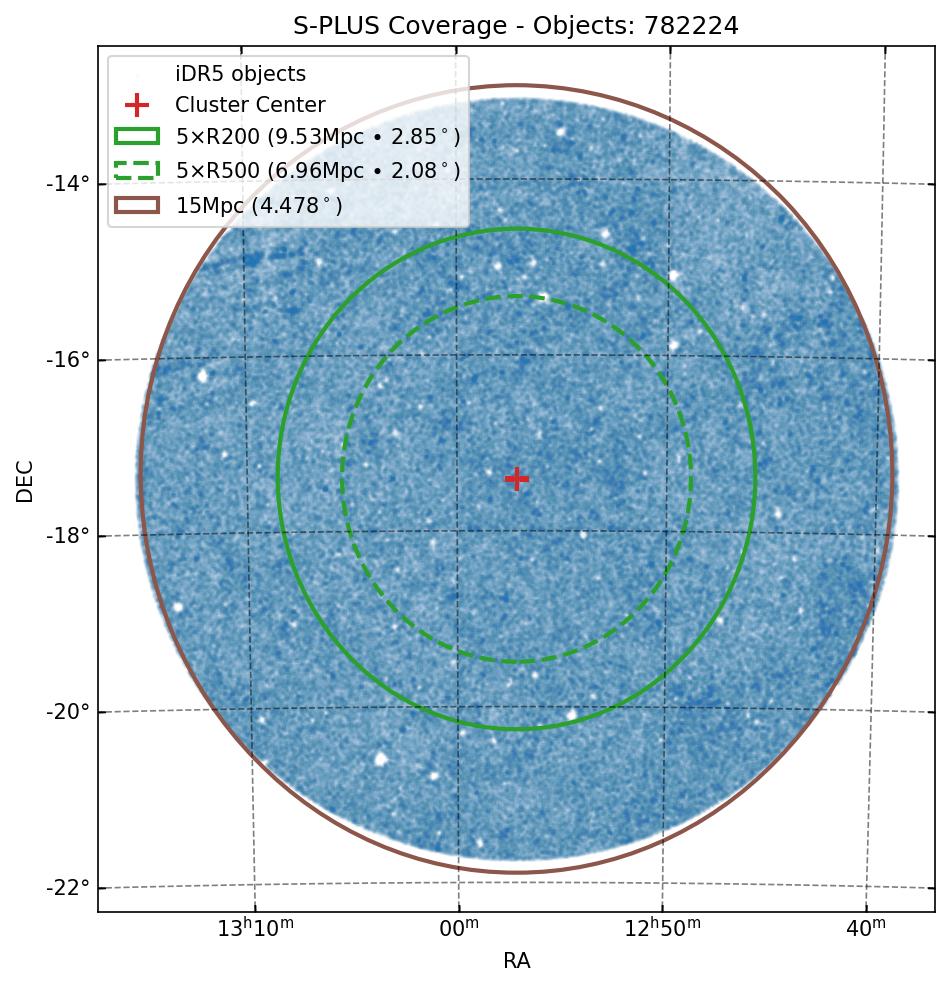 S-PLUS Coverage - Objects: 782224
iDR5 objects
Cluster Center
5×R200 (9.53Mpc • 2.85°)
5×R500 (6.96Mpc • 2.08°)
15Mpc (4.478°)
-14°
-16°
-18°
-20°
-22°
DEC
13ʰ10ᵐ
00ᵐ
12ʰ50ᵐ
40ᵐ
RA